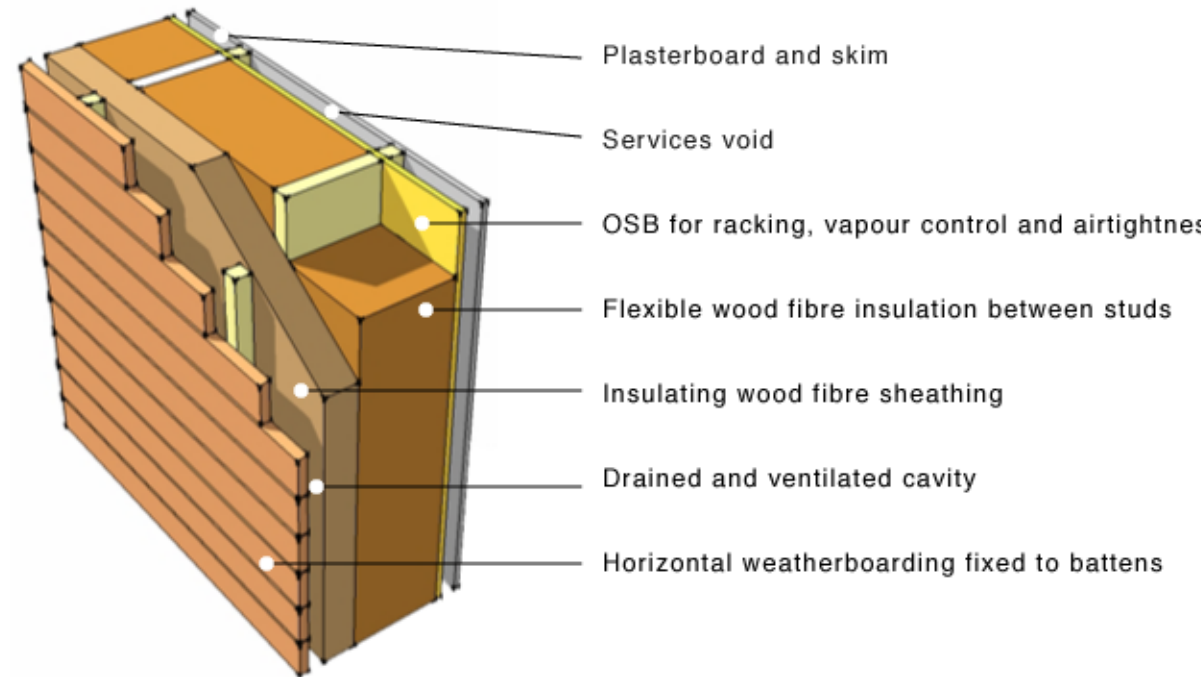 Plasterboard and skim
Services void
OSB for racking, vapour control and airtightnes
Flexible wood fibre insulation between studs
Insulating wood fibre sheathing
Drained and ventilated cavity
Horizontal weatherboarding fixed to battens